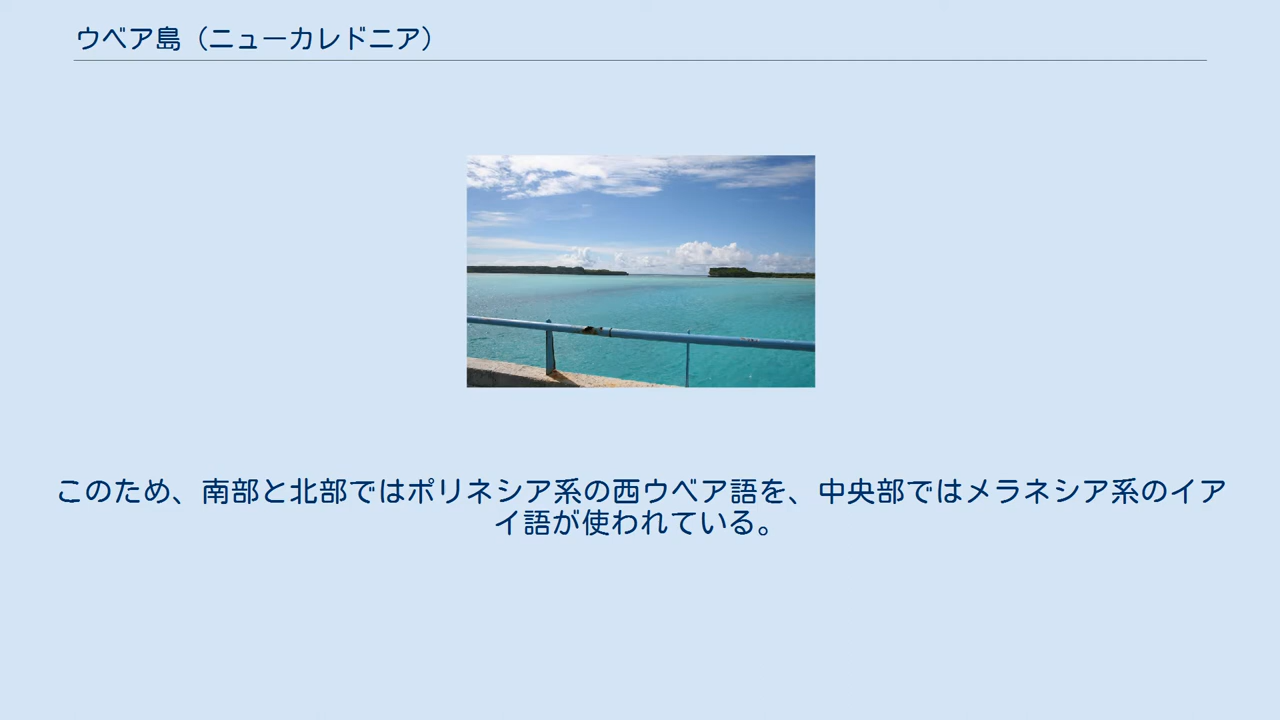 ウベア島（ニューカレドニア）
このため、南部と北部ではポリネシア系の西ウベア語を、中央部ではメラネシア系のイア
イ語が使われている。